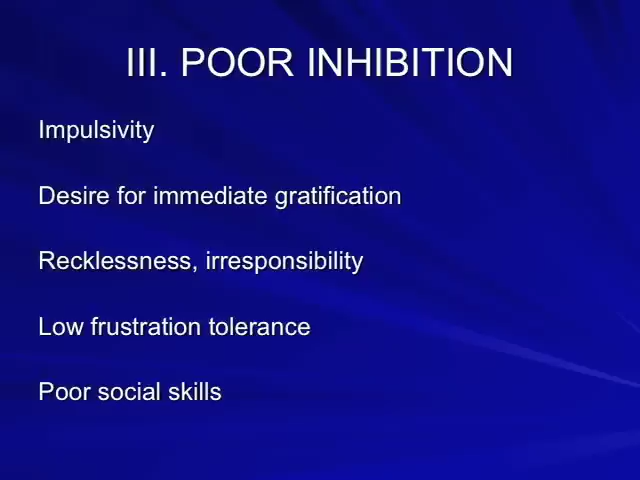 III. POOR INHIBITION
Impulsivity
Desire for immediate gratification
Recklessness, irresponsibility
Low frustration tolerance
Poor social skills